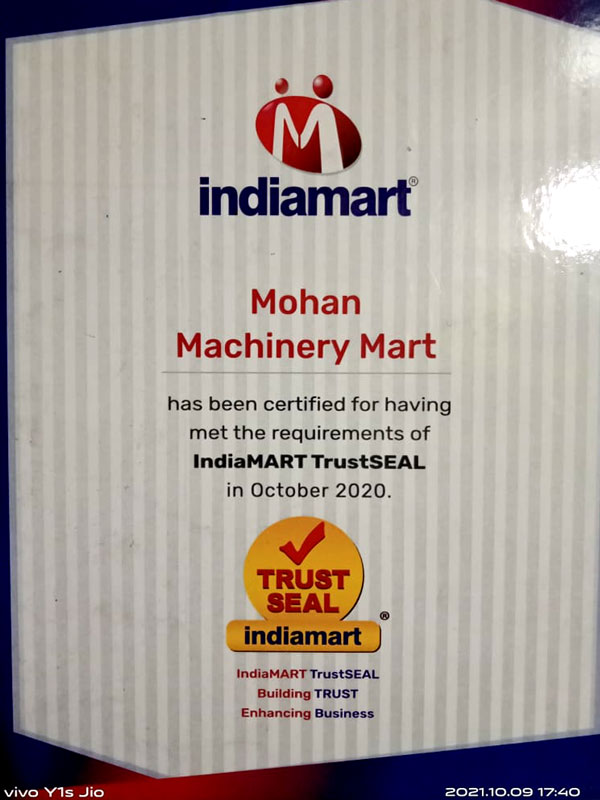 indiamart®
Mohan
Machinery Mart
has been certified for having
met the requirements of
IndiaMART TrustSEAL
in October 2020.
TRUST
SEAL
indiamart®
IndiaMART TrustSEAL
Building TRUST
Enhancing Business
vivo Y1s Jio 2021.10.09 17:40